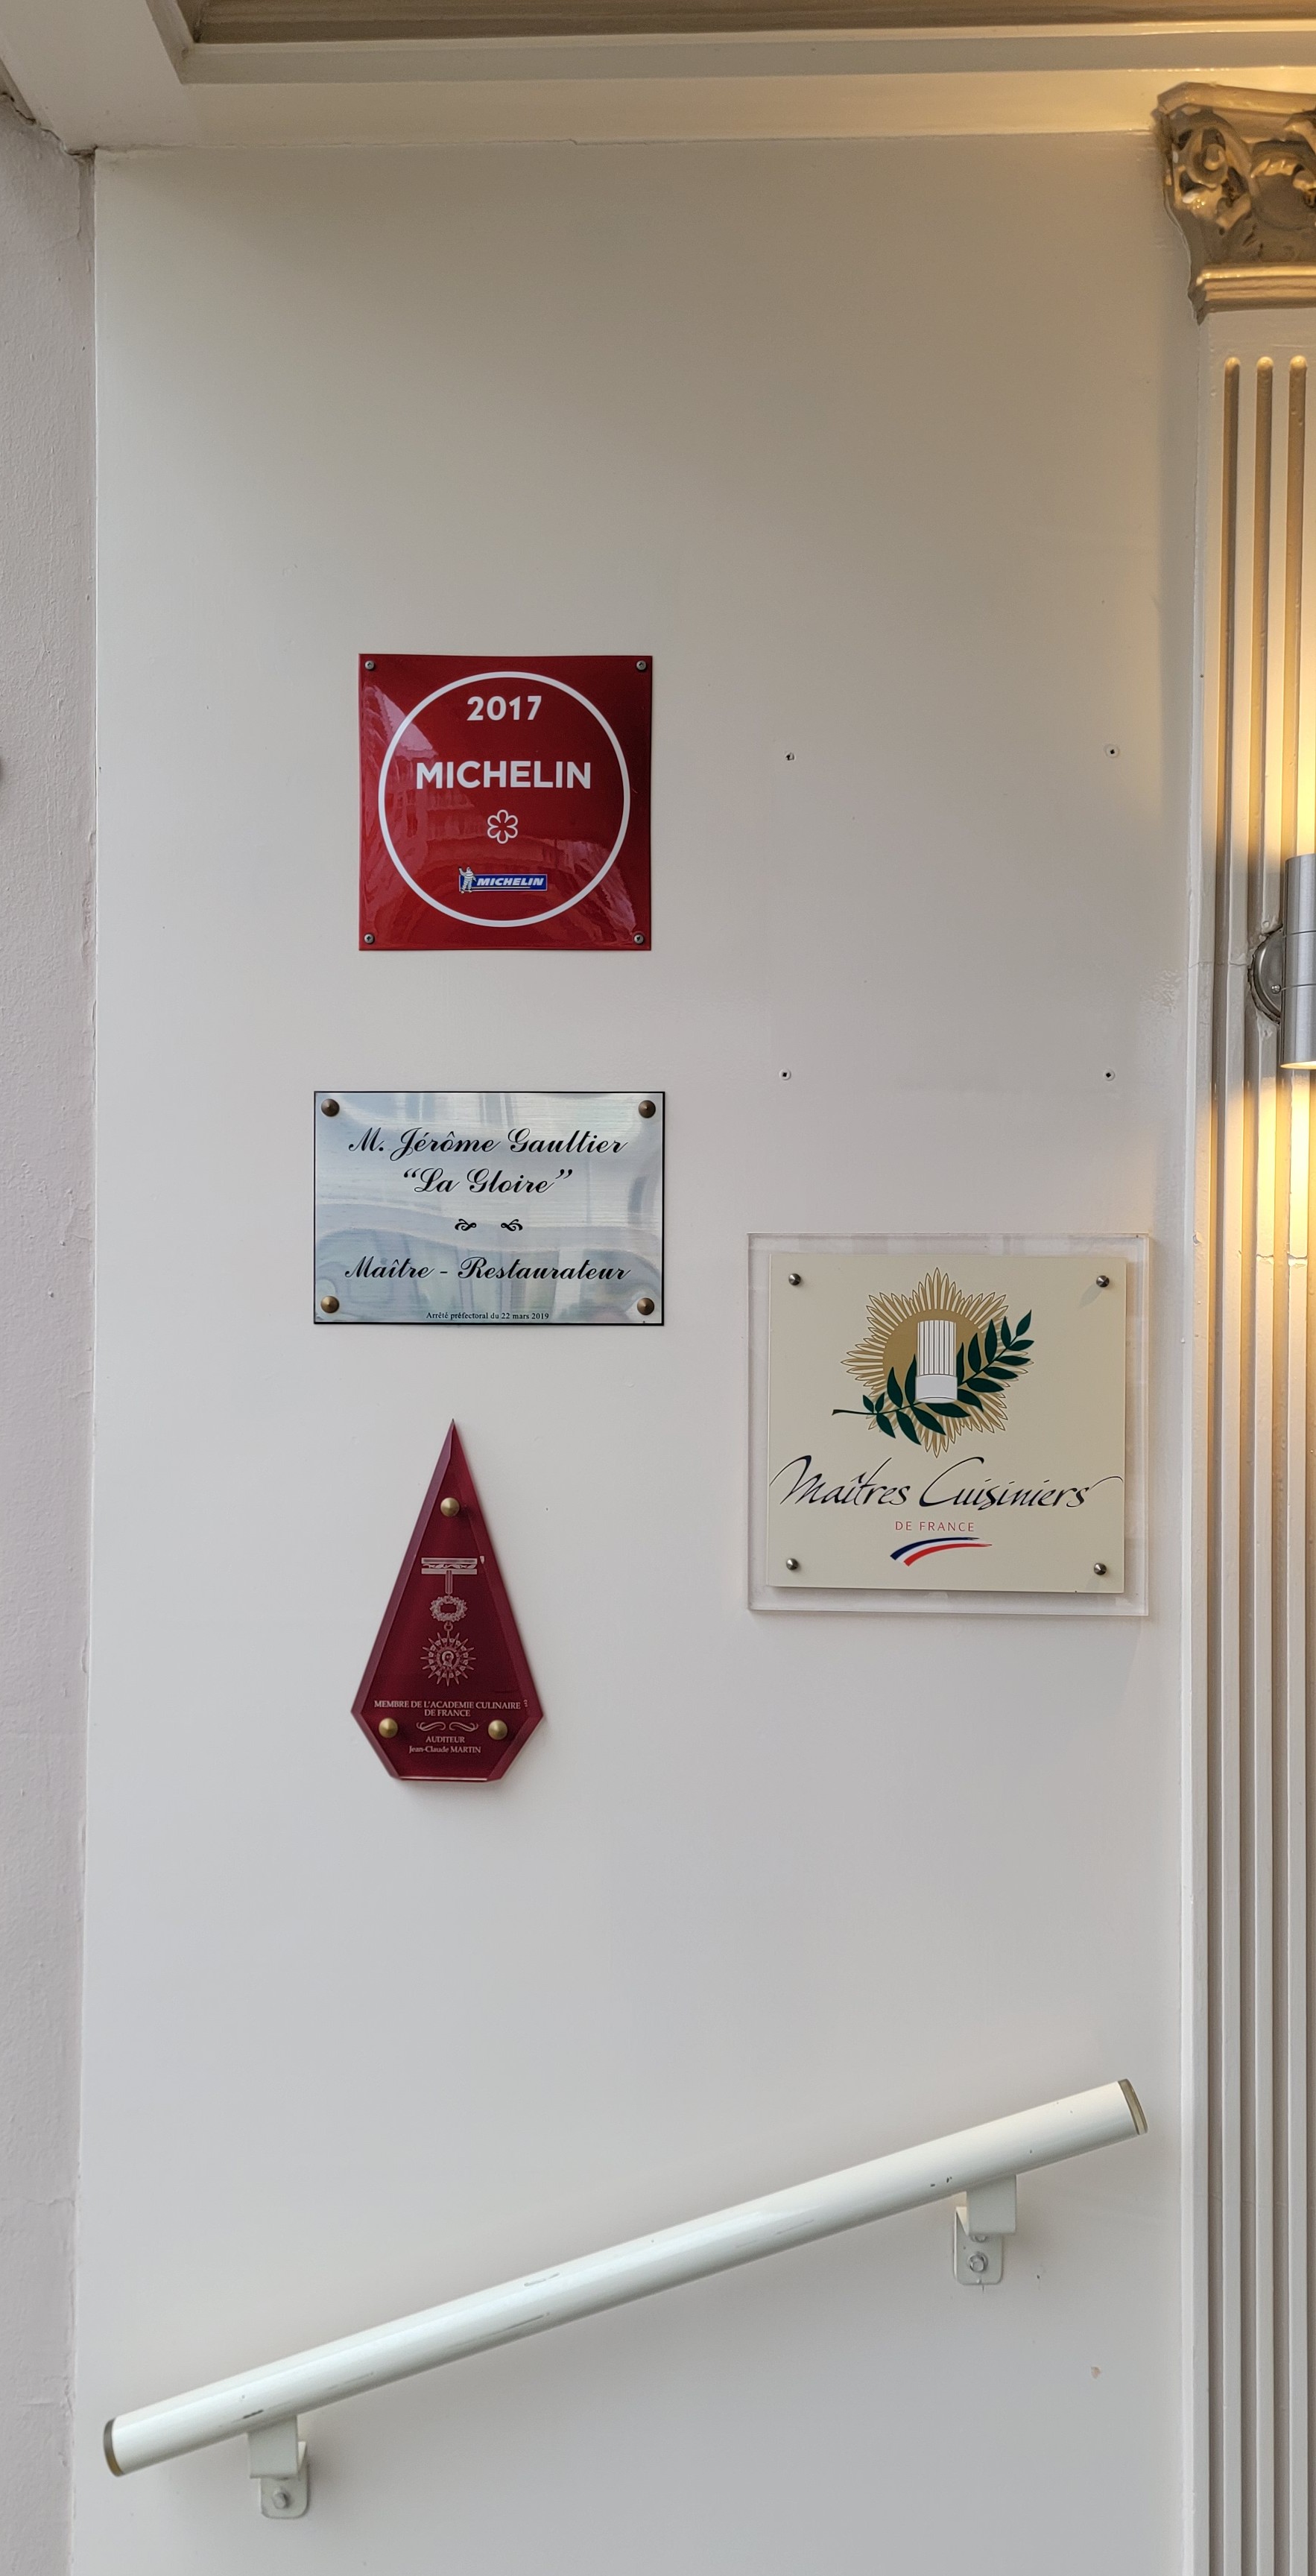 2017
MICHELIN
MICHELIN
M. Jérôme Gaultier
“La Gloire”
Maître - Restaurateur
Arrêté préfectoral du 22 mars 2019
Maîtres Cuisiniers
DE FRANCE
MEMBRE DE L'ACADEMIE CULINAIRE
DE FRANCE
AUDITEUR
Jean-Claude MARTIN